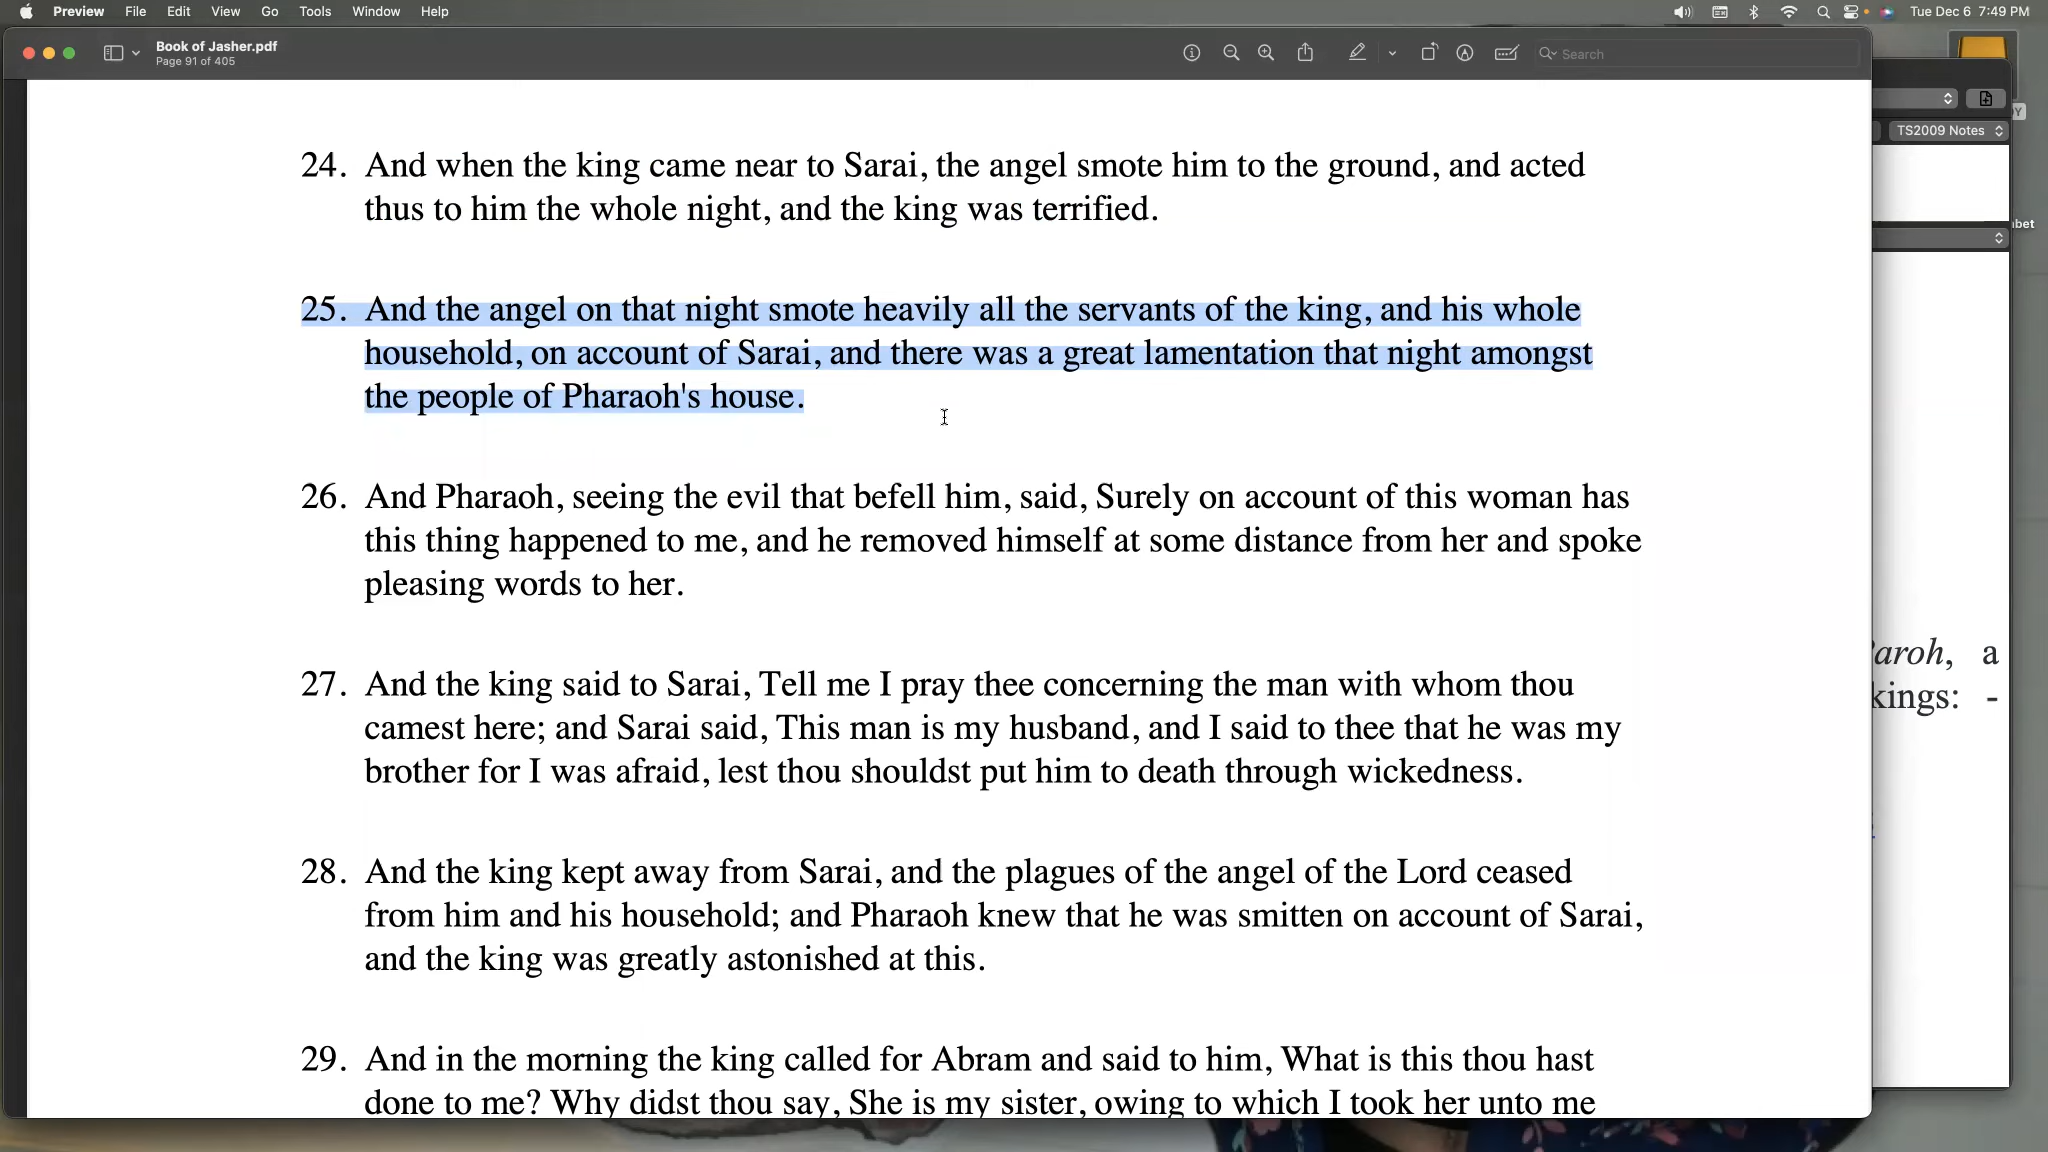 Preview File Edit View Go Tools Window Help
Tue Dec 6 7:49 PM
Book of Jasher.pdf
Page 91 of 405
Search
TS2009 Notes
24. And when the king came near to Sarai, the angel smote him to the ground, and acted
thus to him the whole night, and the king was terrified.
25. And the angel on that night smote heavily all the servants of the king, and his whole
household, on account of Sarai, and there was a great lamentation that night amongst
the people of Pharaoh's house.
26. And Pharaoh, seeing the evil that befell him, said, Surely on account of this woman has
this thing happened to me, and he removed himself at some distance from her and spoke
pleasing words to her.
27. And the king said to Sarai, Tell me I pray thee concerning the man with whom thou
camest here; and Sarai said, This man is my husband, and I said to thee that he was my
brother for I was afraid, lest thou shouldst put him to death through wickedness.
28. And the king kept away from Sarai, and the plagues of the angel of the Lord ceased
from him and his household; and Pharaoh knew that he was smitten on account of Sarai,
and the king was greatly astonished at this.
29. And in the morning the king called for Abram and said to him, What is this thou hast
done to me? Why didst thou say, She is my sister, owing to which I took her unto me
aroh, a
kings: -